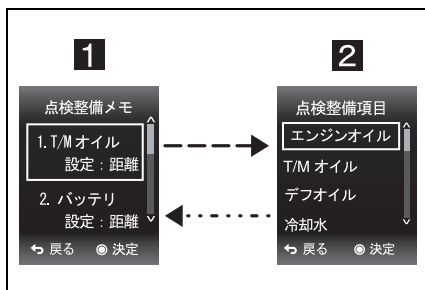 1
点検整備メモ
1.T/Mオイル
設定：距離
2. バッテリ
設定：距離
戻る ◉ 決定
2
点検整備項目
エンジンオイル
T/M オイル
デフオイル
冷却水
戻る ◉ 決定